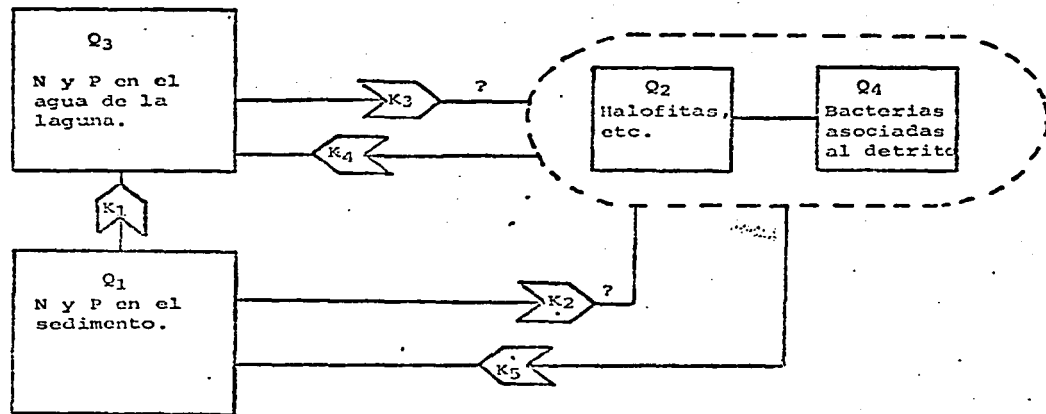 Q3
N y P en el
agua de la
laguna.
K3
?
K4
Q2
Halofitas,
etc.
Q4
Bacterias
asociadas
al detrito
K1
Q1
N y P en el
sedimento.
K2
?
K5